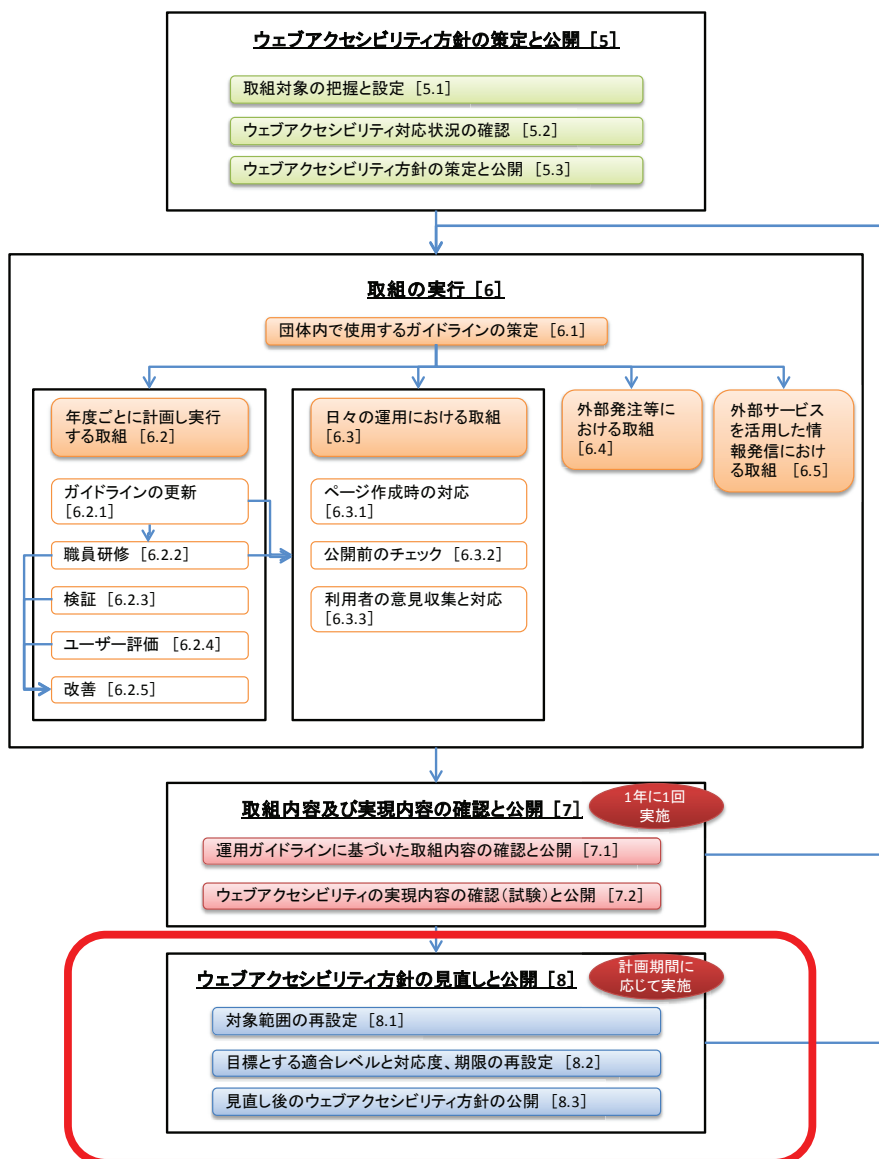 ウェブアクセシビリティ方針の策定と公開 [5]
取組対象の把握と設定 [5.1]
ウェブアクセシビリティ対応状況の確認 [5.2]
ウェブアクセシビリティ方針の策定と公開 [5.3]
取組の実行 [6]
団体内で使用するガイドラインの策定 [6.1]
年度ごとに計画し実行
する取組 [6.2]
ガイドラインの更新
[6.2.1]
職員研修 [6.2.2]
検証 [6.2.3]
ユーザー評価 [6.2.4]
改善 [6.2.5]
日々の運用における取組
[6.3]
ページ作成時の対応
[6.3.1]
公開前のチェック [6.3.2]
利用者の意見収集と対応
[6.3.3]
外部発注等に
おける取組
[6.4]
外部サービス
を活用した情
報発信におけ
る取組 [6.5]
取組内容及び実現内容の確認と公開 [7]
1年に1回
実施
運用ガイドラインに基づいた取組内容の確認と公開 [7.1]
ウェブアクセシビリティの実現内容の確認(試験)と公開 [7.2]
ウェブアクセシビリティ方針の見直しと公開 [8]
計画期間に
応じて実施
対象範囲の再設定 [8.1]
目標とする適合レベルと対応度、期限の再設定 [8.2]
見直し後のウェブアクセシビリティ方針の公開 [8.3]